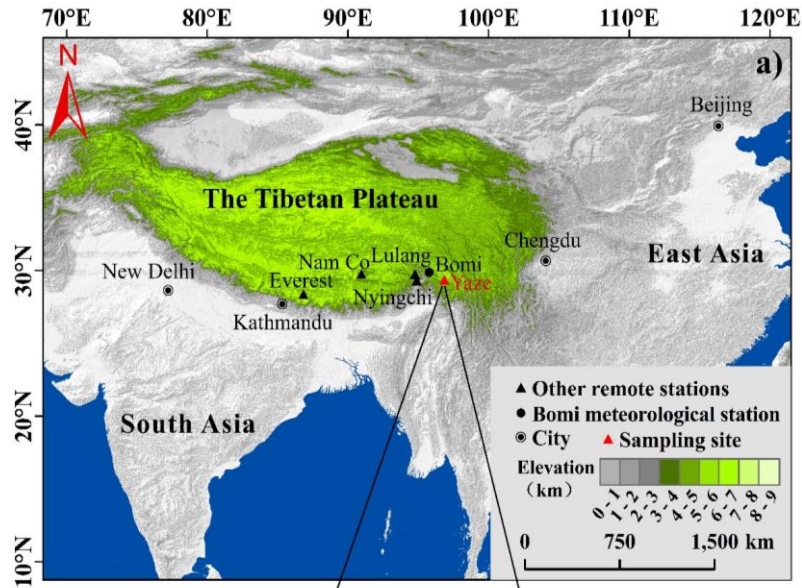 70°E 80°E 90°E 100°E 110°E 120°E
N
a)
40°N
30°N
20°N
10°N
Beijing
The Tibetan Plateau
Chengdu
East Asia
Nam Co
Lulang
Bomi
New Delhi
Everest
Nyingchi
Yaze
Kathmandu
South Asia
Other remote stations
Bomi meteorological station
City Sampling site
Elevation
(km)
0 - 1 1 - 2 2 - 3 3 - 4 4 - 5 5 - 6 6 - 7 7 - 8 8 - 9
0 750 1,500 km